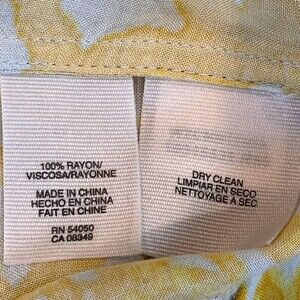 100% RAYON/
VISCOSA/RAYONNE
MADE IN CHINA
HECHO EN CHINA
FAIT EN CHINE
RN 54050
CA 08349
DRY CLEAN
LIMPIAR EN SECO
NETTOYAGE A SEC